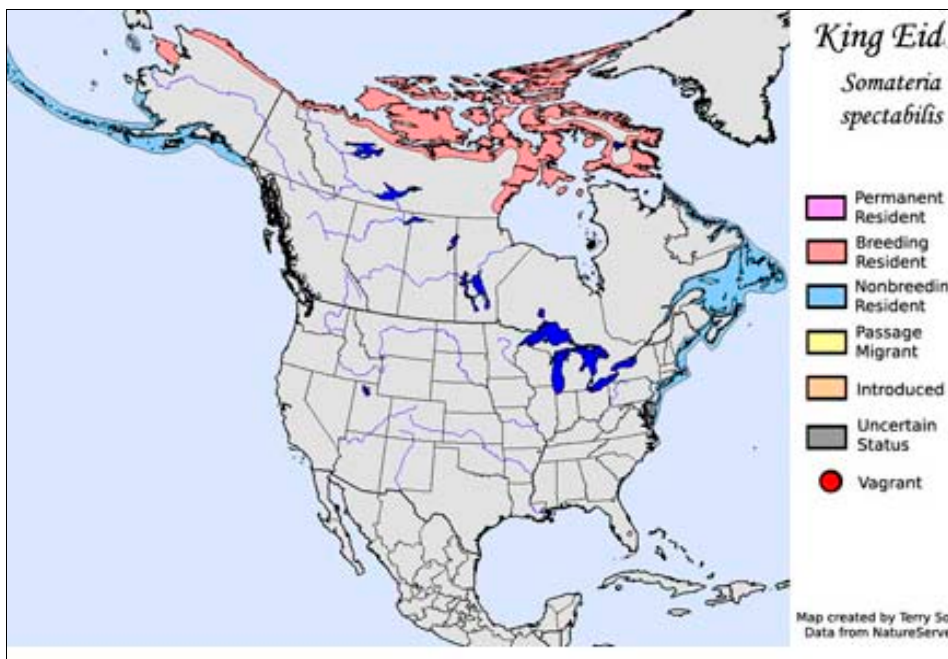 King Eid
Somateria
spectabilis
Permanent
Resident
Breeding
Resident
Nonbreedin
Resident
Passage
Migrant
Introduced
Uncertain
Status
Vagrant
Map created by Terry So
Data from NatureServe